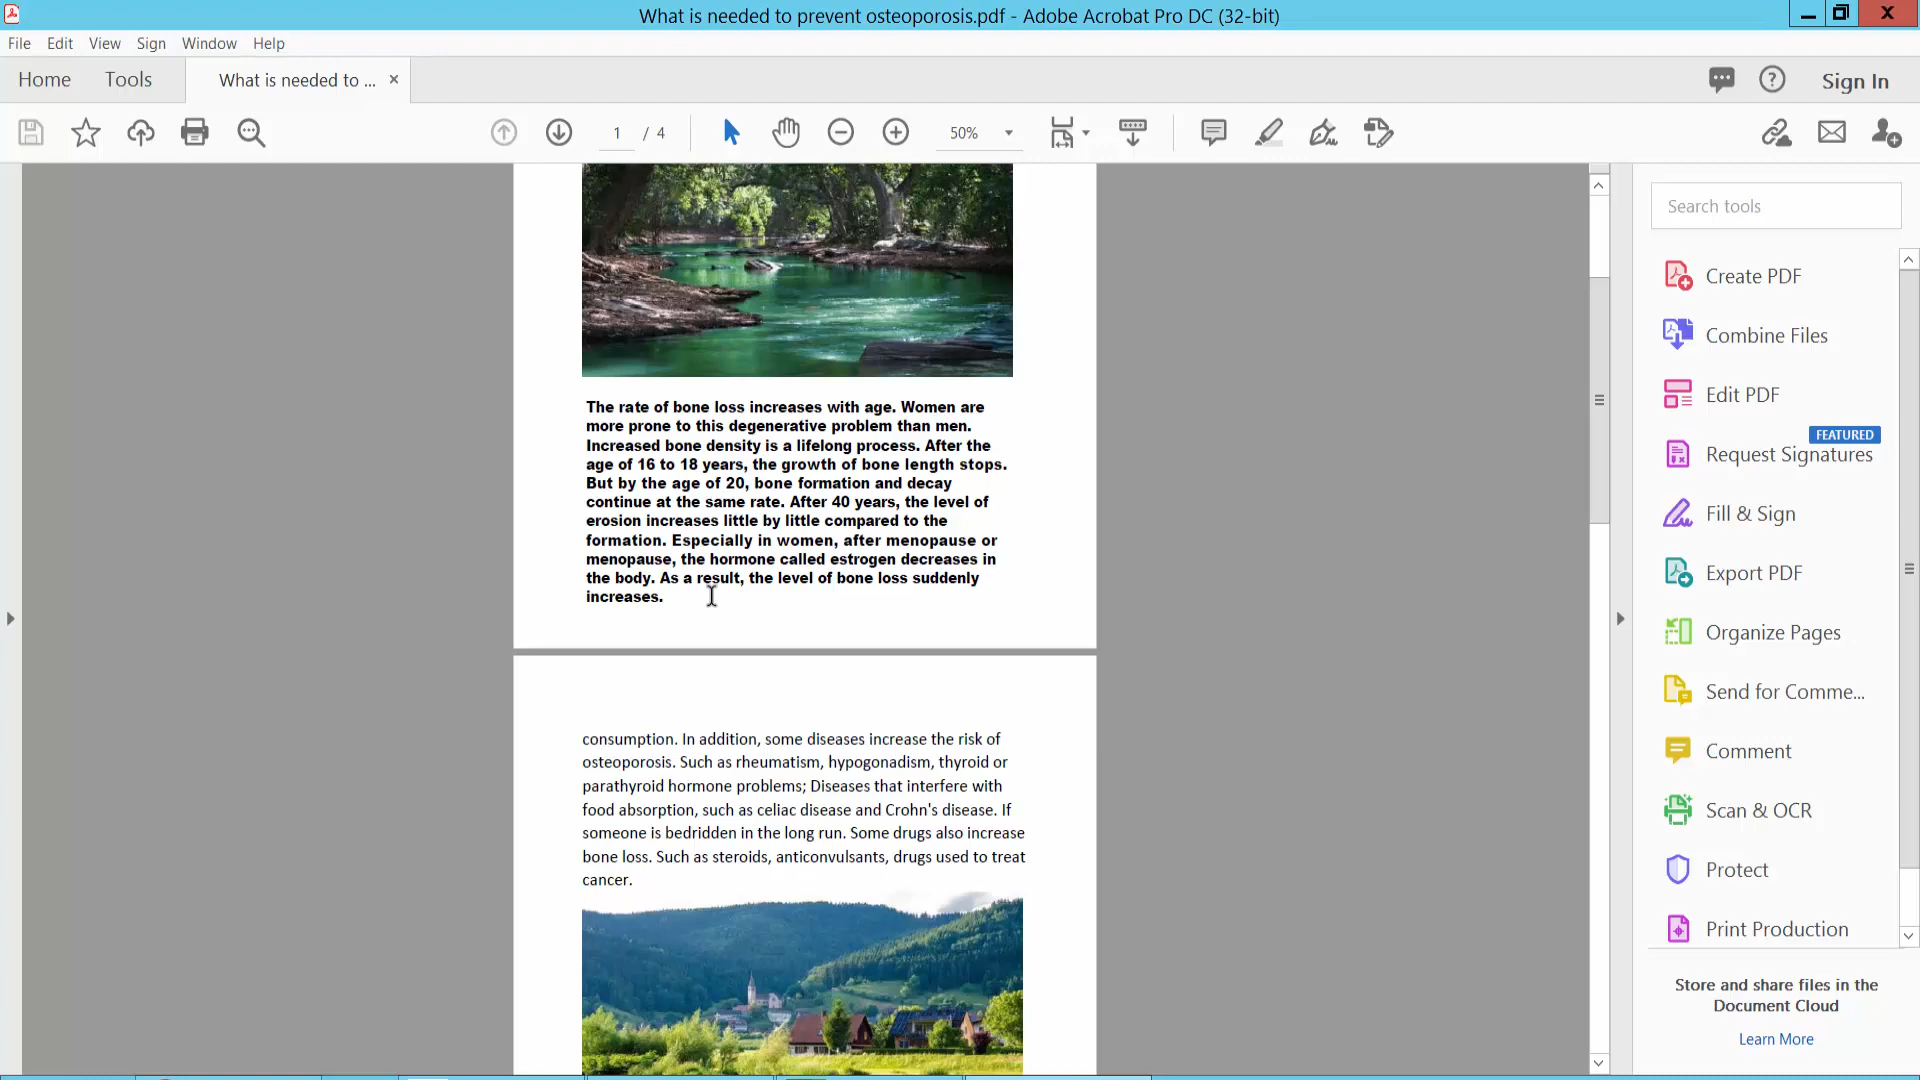 What is needed to prevent osteoporosis.pdf - Adobe Acrobat Pro DC (32-bit)
File Edit View Sign Window Help
Home Tools What is needed to ... × Sign In
1 / 4 50%
The rate of bone loss increases with age. Women are
more prone to this degenerative problem than men.
Increased bone density is a lifelong process. After the
age of 16 to 18 years, the growth of bone length stops.
But by the age of 20, bone formation and decay
continue at the same rate. After 40 years, the level of
erosion increases little by little compared to the
formation. Especially in women, after menopause or
menopause, the hormone called estrogen decreases in
the body. As a result, the level of bone loss suddenly
increases.
consumption. In addition, some diseases increase the risk of
osteoporosis. Such as rheumatism, hypogonadism, thyroid or
parathyroid hormone problems; Diseases that interfere with
food absorption, such as celiac disease and Crohn's disease. If
someone is bedridden in the long run. Some drugs also increase
bone loss. Such as steroids, anticonvulsants, drugs used to treat
cancer.
Search tools
Create PDF
Combine Files
Edit PDF
FEATURED
Request Signatures
Fill & Sign
Export PDF
Organize Pages
Send for Comme...
Comment
Scan & OCR
Protect
Print Production
Store and share files in the
Document Cloud
Learn More